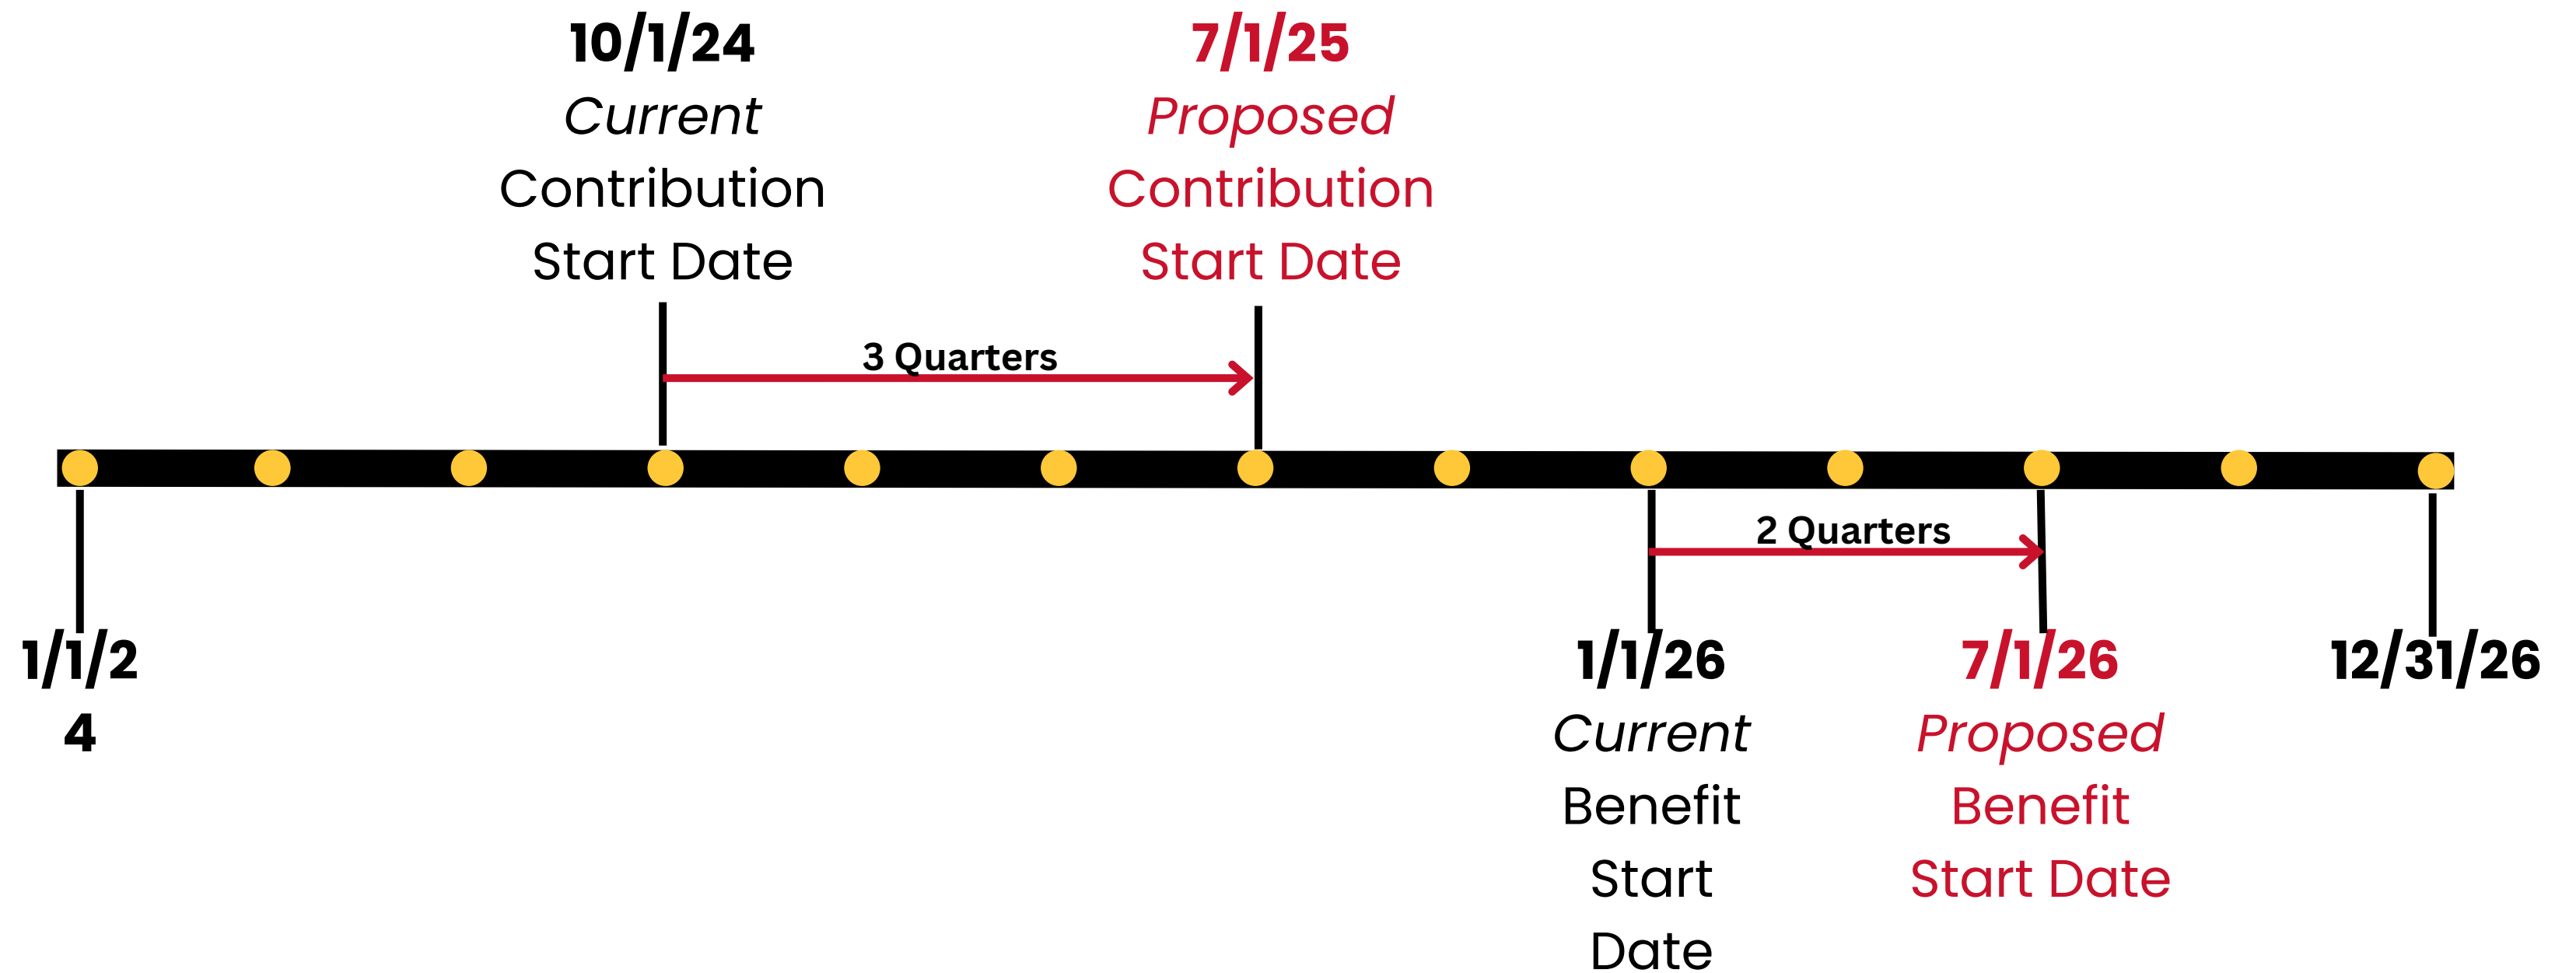 10/1/24
Current
Contribution
Start Date
7/1/25
Proposed
Contribution
Start Date
3 Quarters
2 Quarters
1/1/2
4
1/1/26
Current
Benefit
Start
Date
7/1/26
Proposed
Benefit
Start Date
12/31/26